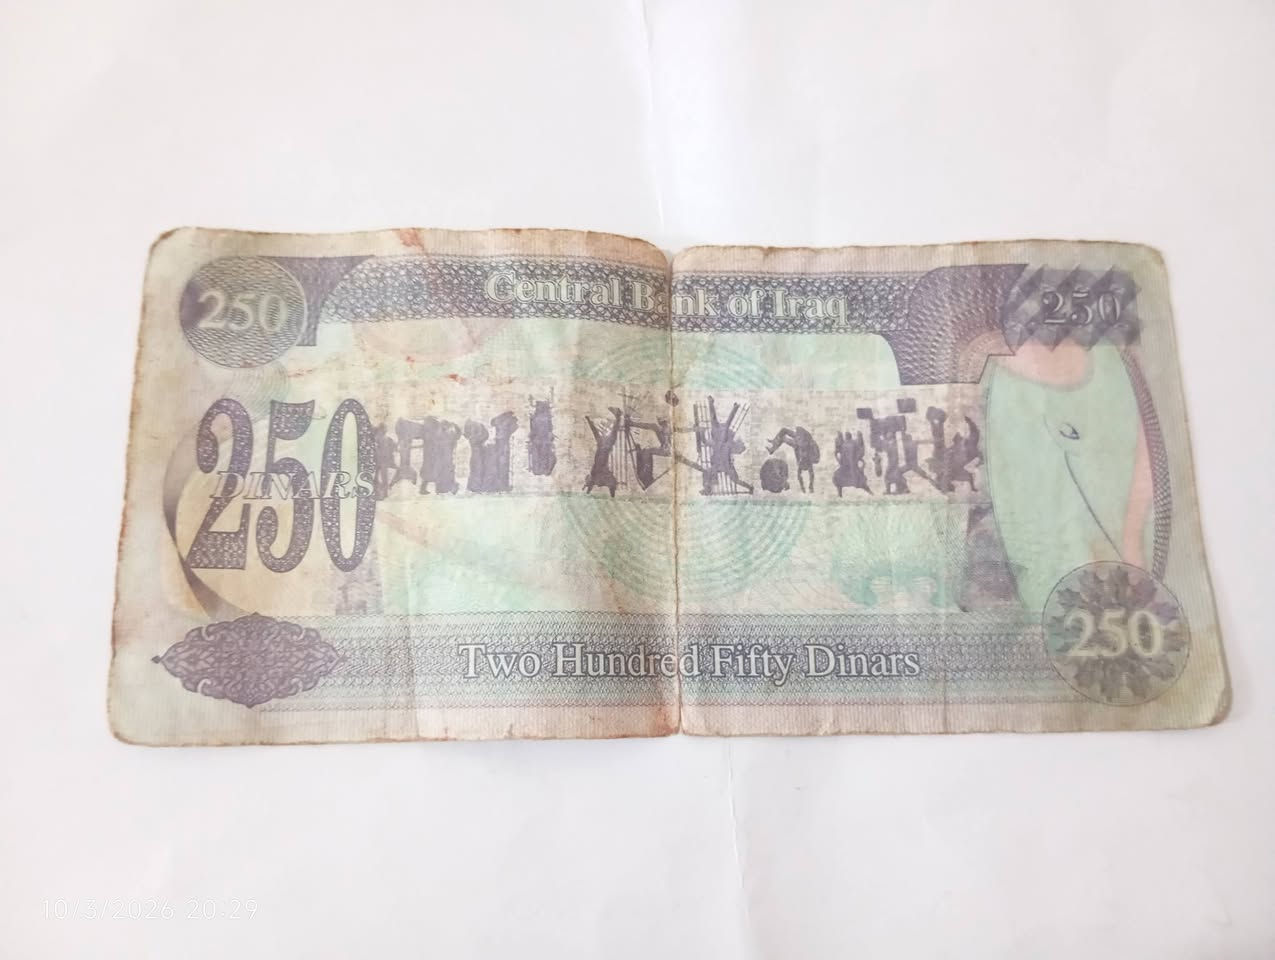 250
Central Bank of Iraq
250
250
DINARS
Two Hundred Fifty Dinars
250
10/3/2026 20:29